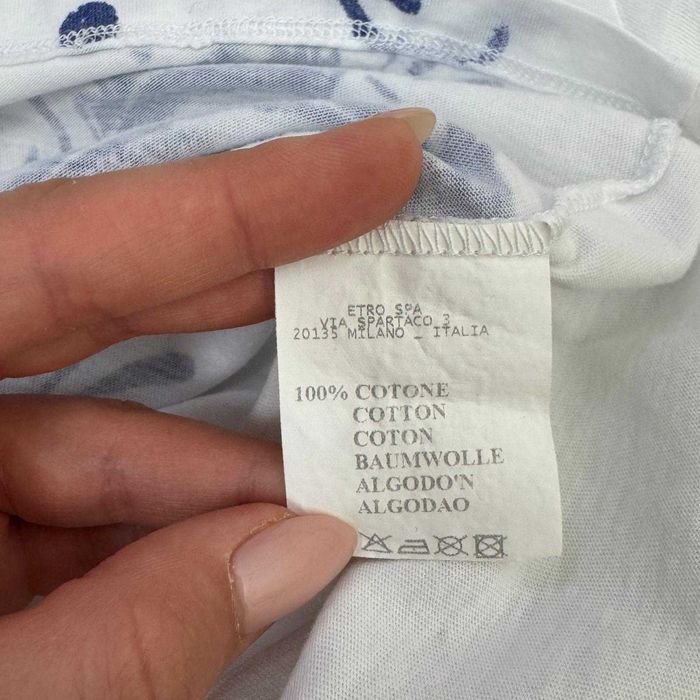 ETRO SPA
VIA SPARTACO 3
20135 MILANO _ ITALIA
100% COTONE
COTTON
COTON
BAUMWOLLE
ALGODO'N
ALGODAO